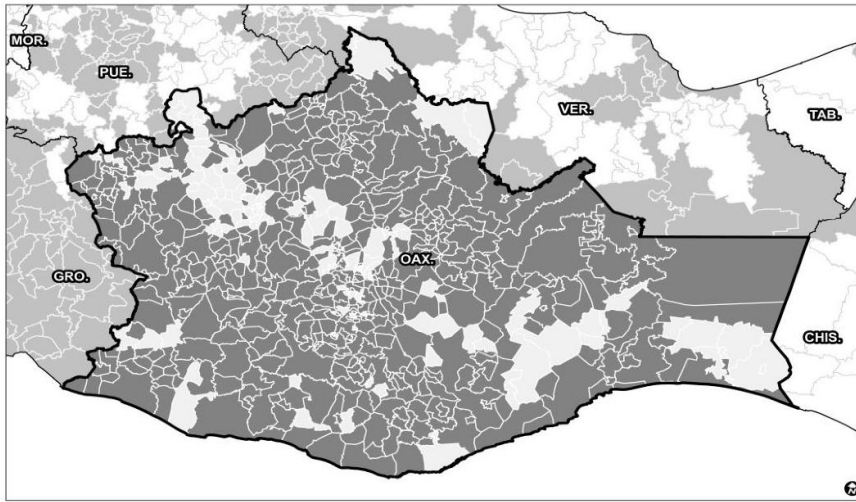 MOR.
PUE.
VER.
TAB.
OAX.
GRO.
CHIS.